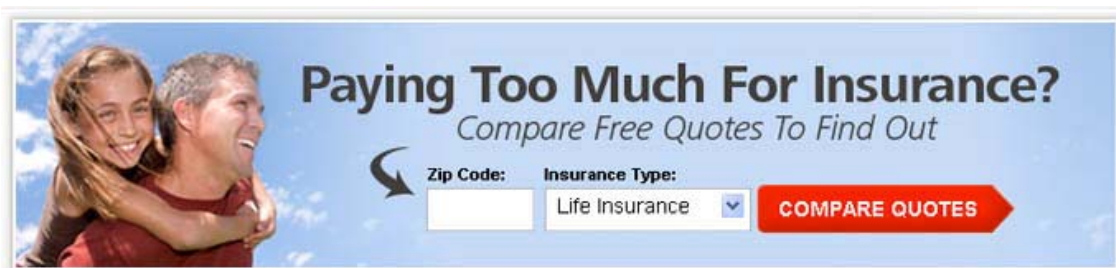 Paying Too Much For Insurance?
Compare Free Quotes To Find Out
Zip Code: Insurance Type:
Life Insurance COMPARE QUOTES